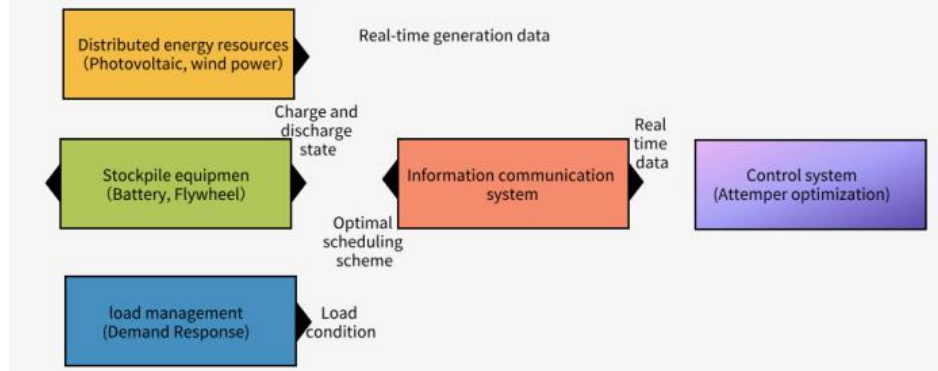 Distributed energy resources
(Photovoltaic, wind power)
Real-time generation data
Charge and
discharge
state
Stockpile equipmen
(Battery, Flywheel)
Optimal
scheduling
scheme
Information communication
system
Real
time
data
Control system
(Attemper optimization)
load management
(Demand Response)
Load
condition